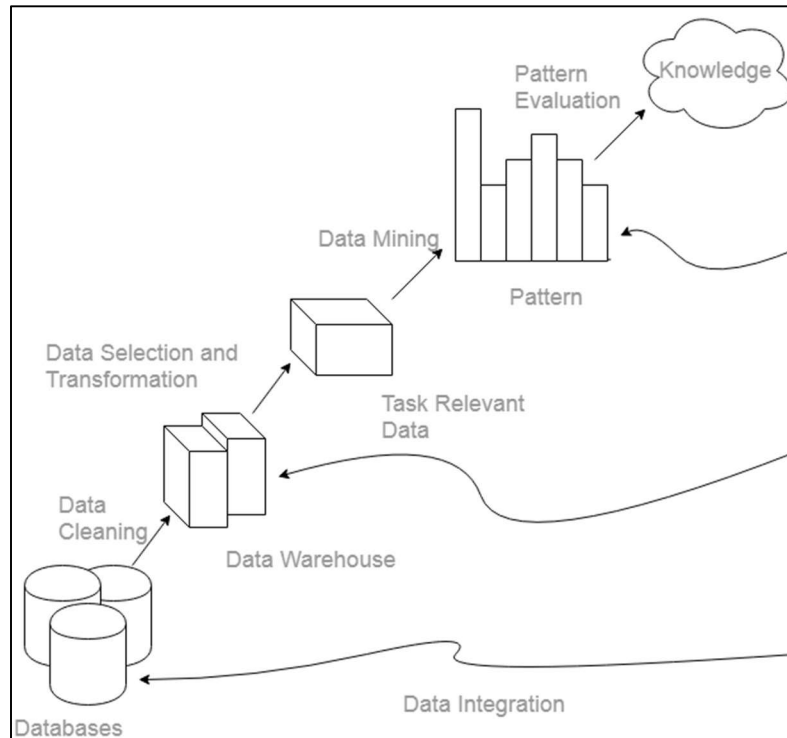 Pattern
Evaluation
Knowledge
Data Mining
Pattern
Data Selection and
Transformation
Task Relevant
Data
Data
Cleaning
Data Warehouse
Data Integration
Databases